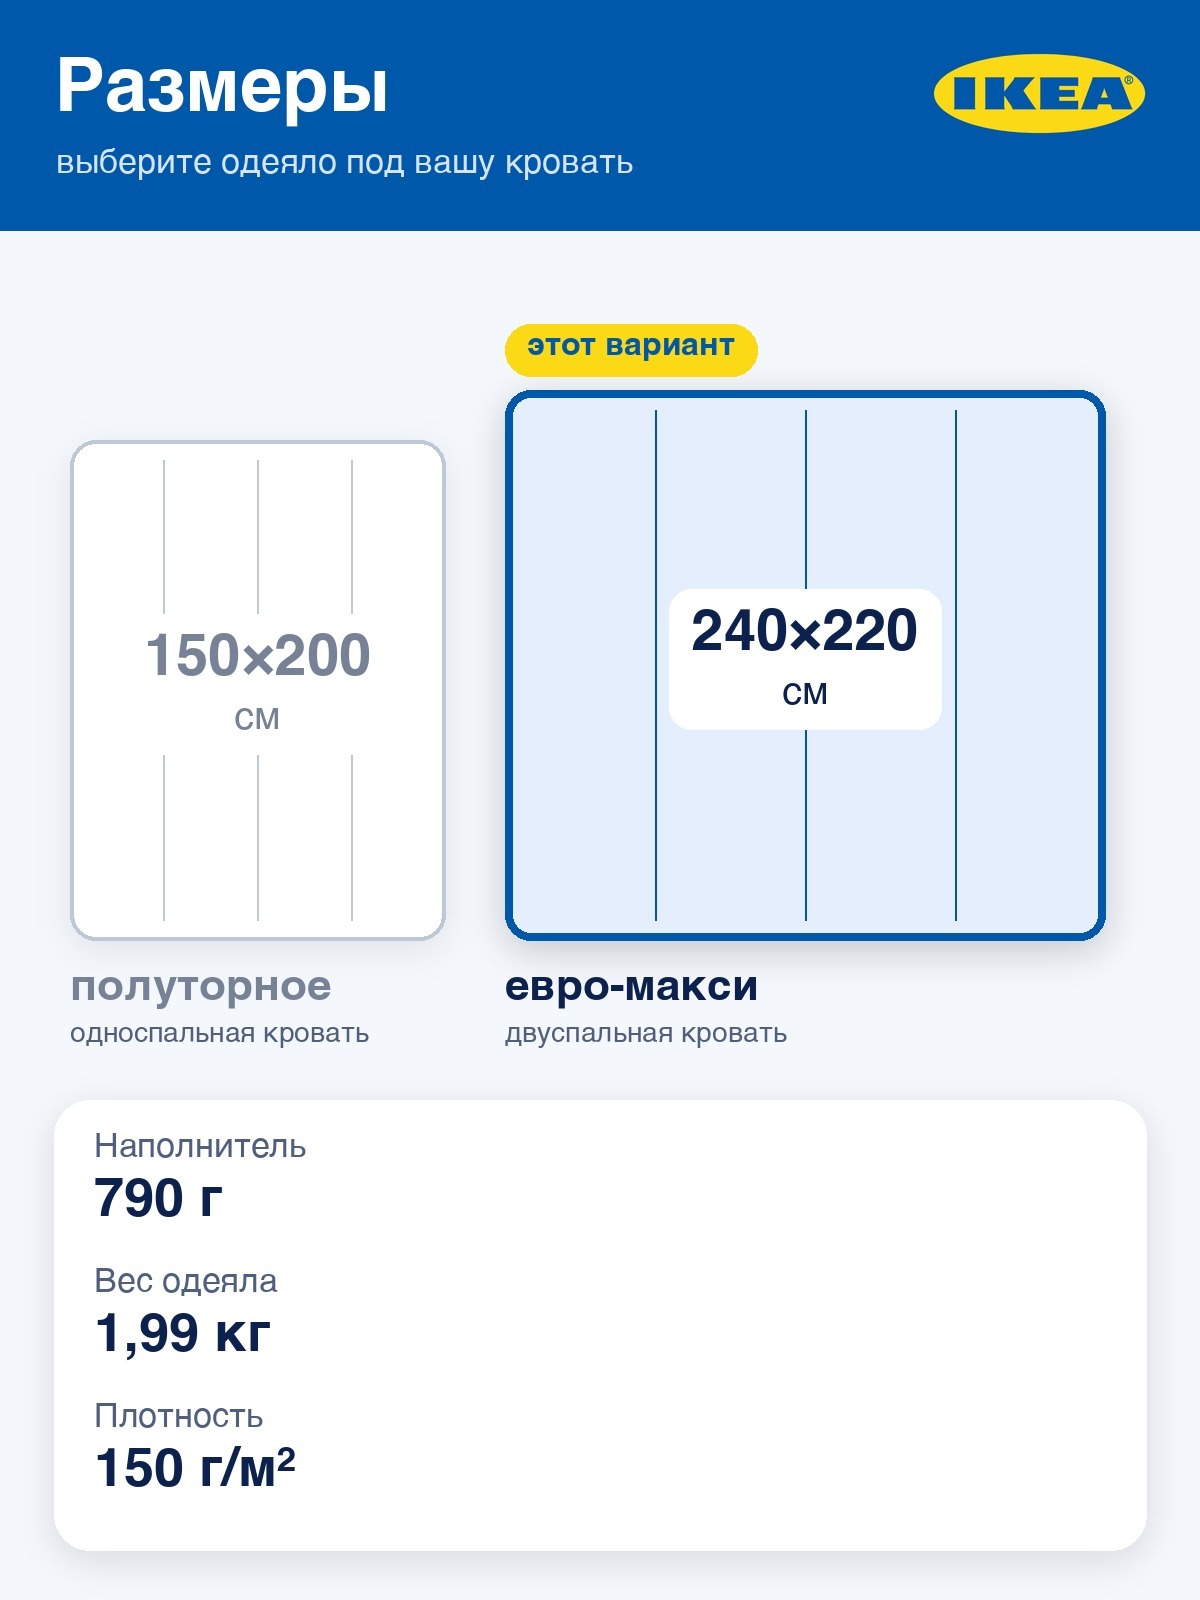 Размеры
IKEA®
выберите одеяло под вашу кровать
этот вариант
150×200
см
240×220
см
полуторное
односпальная кровать
евро-макси
двуспальная кровать
Наполнитель
790 г
Вес одеяла
1,99 кг
Плотность
150 г/м²